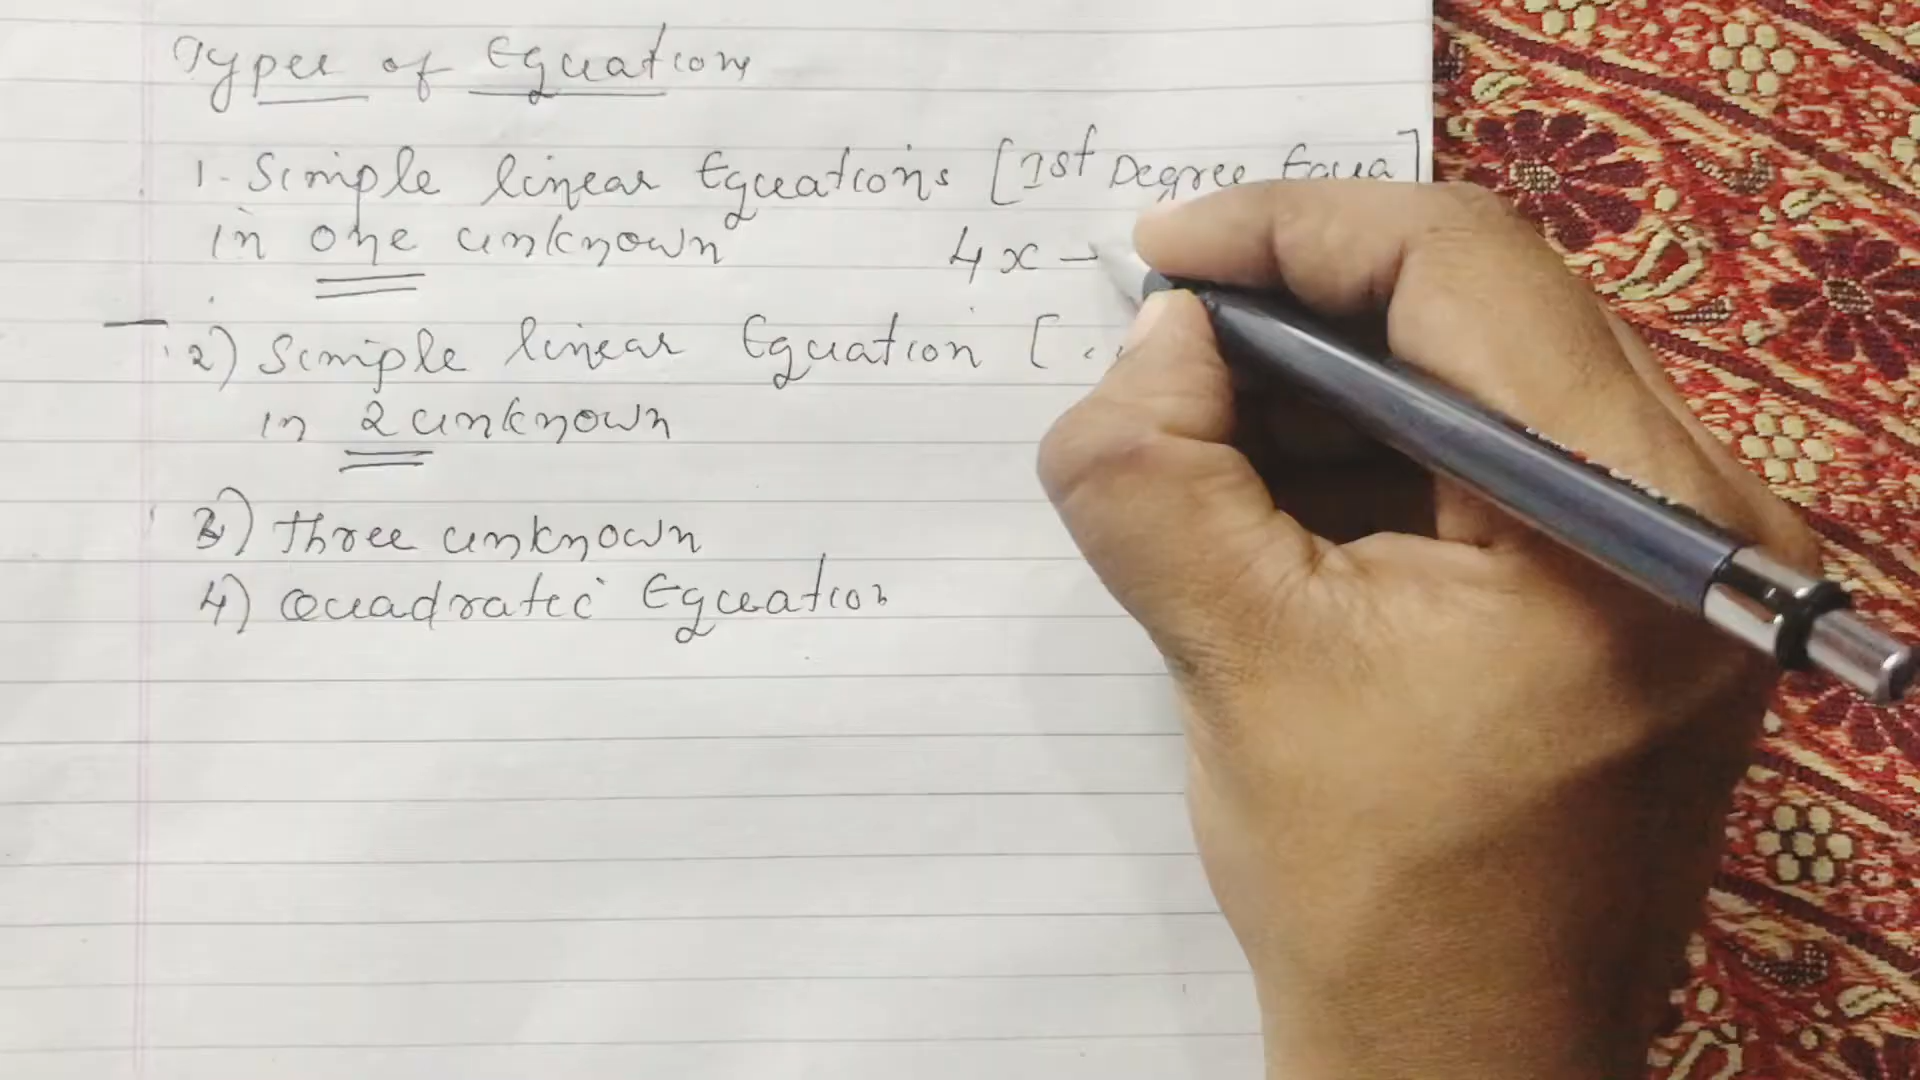 Types of Equations
1. Simple linear Equations [1st Degree Equa]
in one unknown 4x -
2) Simple linear Equation [ ,,
in 2 unknown
3) three unknown
4) Quadratic Equation